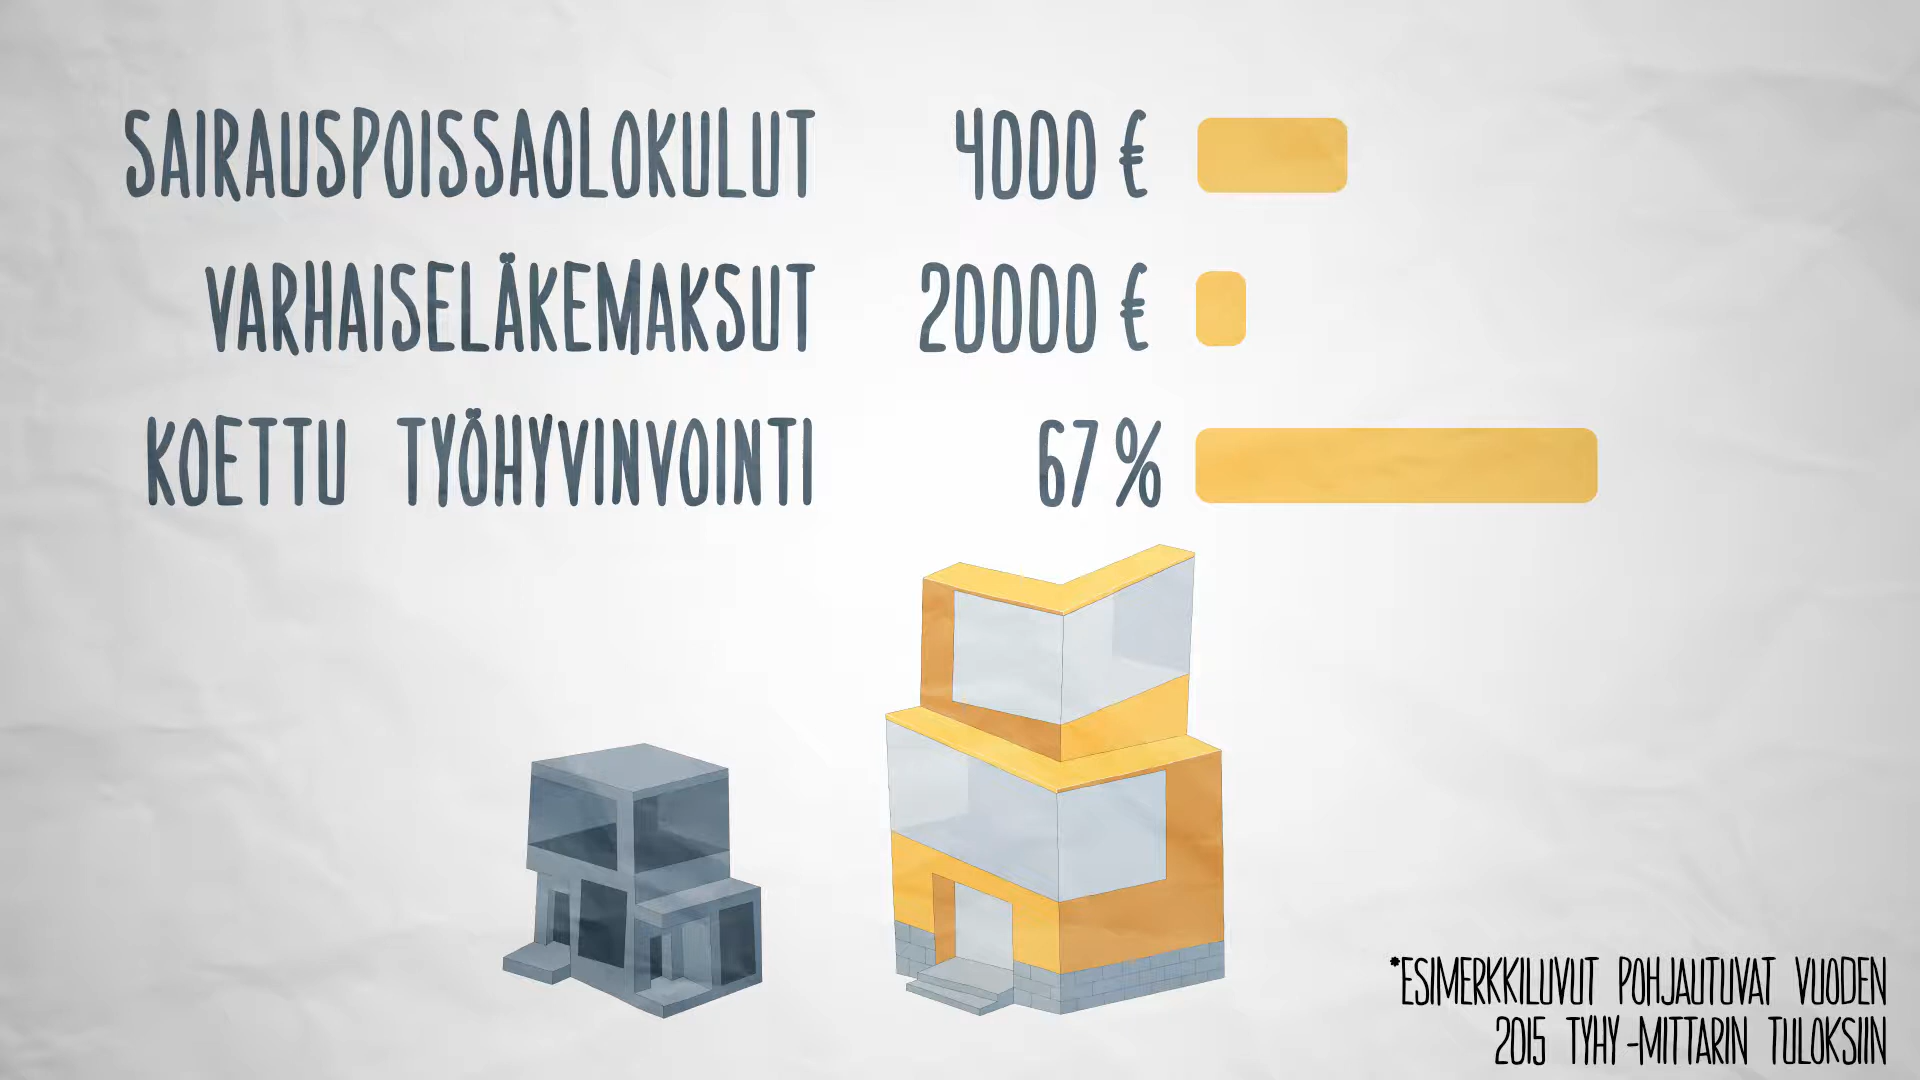 SAIRAUSPOISSAOLOKULUT 4000 €
VARHAISELÄKEMAKSUT 20000 €
KOETTU TYÖHYVINVOINTI 67 %
*ESIMERKKILUVUT POHJAUTUVAT VUODEN
2015 TYHY-MITTARIN TULOKSIIN